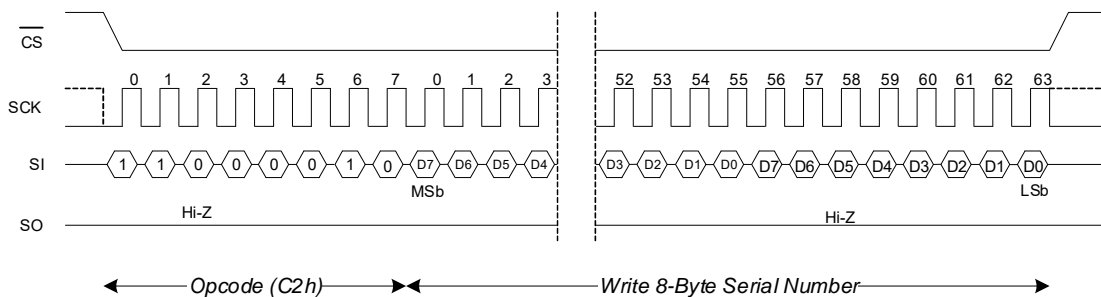 CS
0 1 2 3 4 5 6 7 0 1 2 3 52 53 54 55 56 57 58 59 60 61 62 63
SCK
SI 1 1 0 0 0 0 1 0 D7 D6 D5 D4 D3 D2 D1 D0 D7 D6 D5 D4 D3 D2 D1 D0
MSb LSb
Hi-Z Hi-Z
SO
Opcode (C2h) Write 8-Byte Serial Number